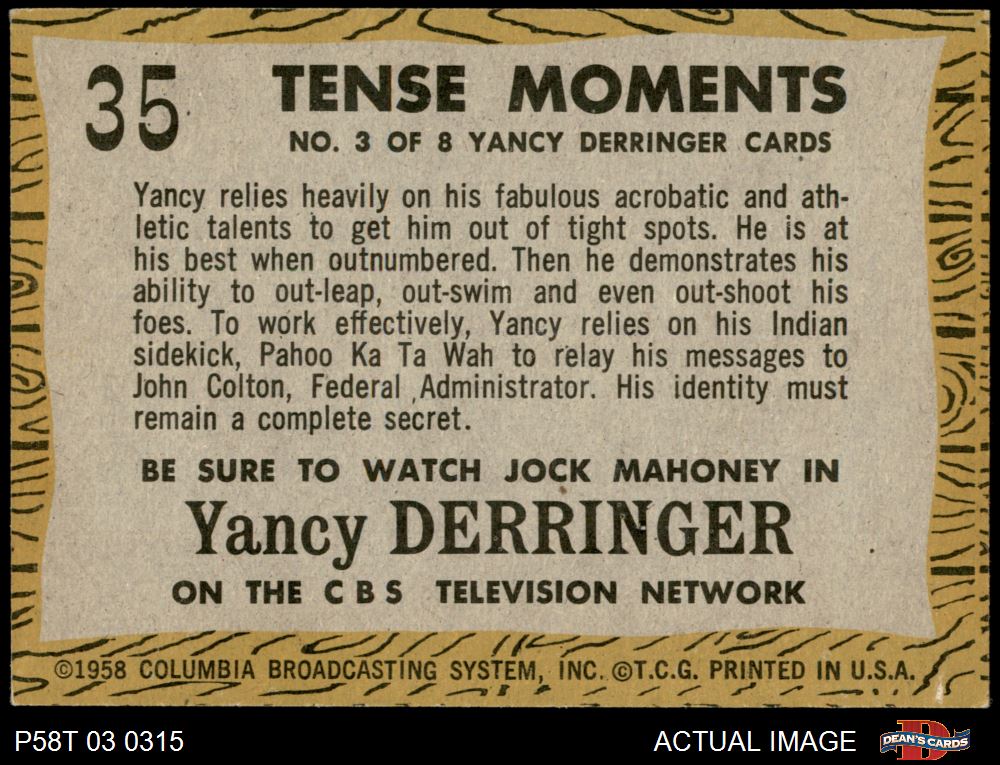 35
TENSE MOMENTS
NO. 3 OF 8 YANCY DERRINGER CARDS
Yancy relies heavily on his fabulous acrobatic and ath-
letic talents to get him out of tight spots. He is at
his best when outnumbered. Then he demonstrates his
ability to out-leap, out-swim and even out-shoot his
foes. To work effectively, Yancy relies on his Indian
sidekick, Pahoo Ka Ta Wah to relay his messages to
John Colton, Federal Administrator. His identity must
remain a complete secret.
BE SURE TO WATCH JOCK MAHONEY IN
Yancy DERRINGER
ON THE CBS TELEVISION NETWORK
©1958 COLUMBIA BROADCASTING SYSTEM, INC. ©T.C.G. PRINTED IN U.S.A.
P58T 03 0315
ACTUAL IMAGE
DEAN'S CARDS